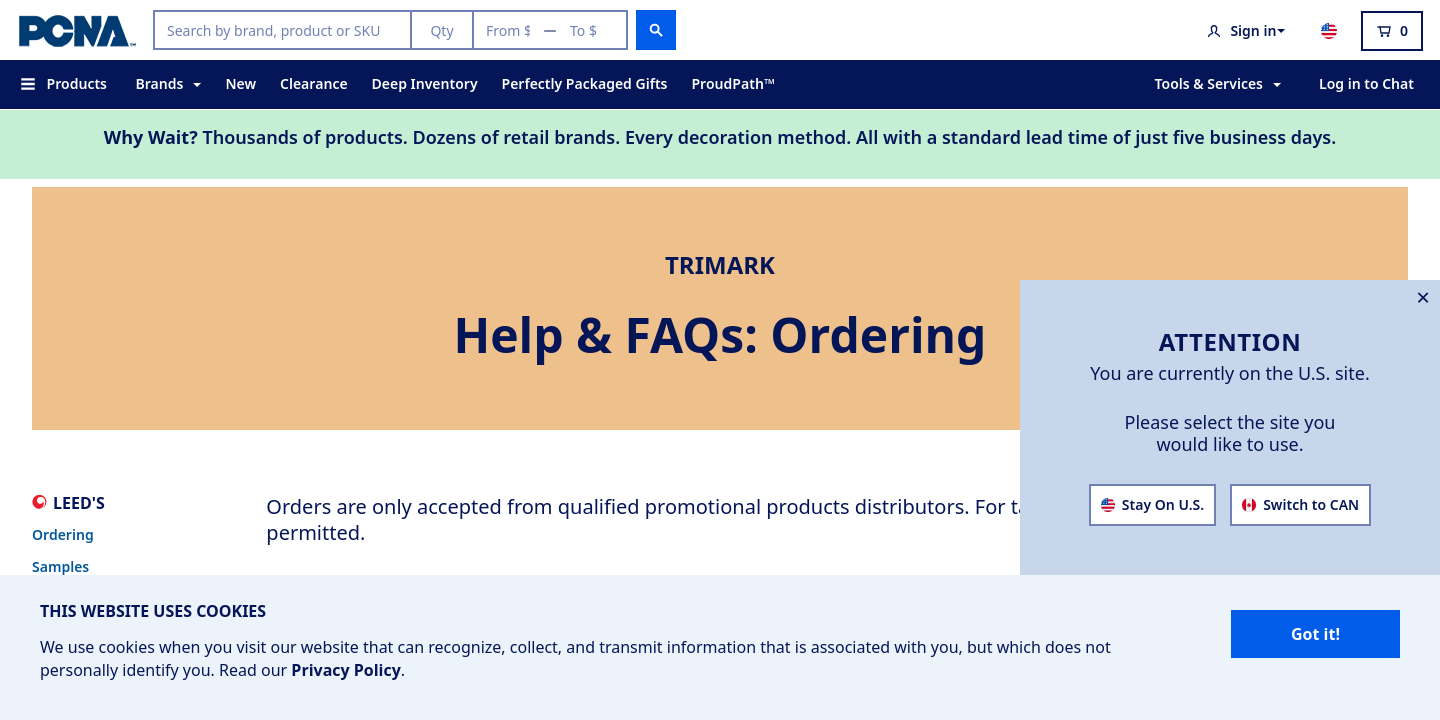 PCNA™
Search by brand, product or SKU
Qty
From $ — To $
Sign in
0
Products
Brands
New
Clearance
Deep Inventory
Perfectly Packaged Gifts
ProudPath™
Tools & Services
Log in to Chat
Why Wait? Thousands of products. Dozens of retail brands. Every decoration method. All with a standard lead time of just five business days.
TRIMARK
Help & FAQs: Ordering
ATTENTION
You are currently on the U.S. site.
Please select the site you
would like to use.
Stay On U.S.
Switch to CAN
LEED'S
Ordering
Samples
Orders are only accepted from qualified promotional products distributors. For
permitted.
THIS WEBSITE USES COOKIES
We use cookies when you visit our website that can recognize, collect, and transmit information that is associated with you, but which does not
personally identify you. Read our Privacy Policy.
Got it!